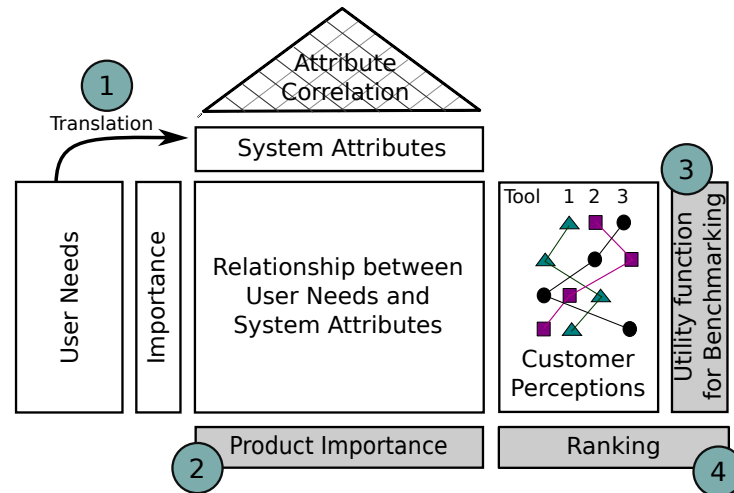 Attribute
Correlation
1
Translation
System Attributes
3
Tool 1 2 3
User Needs
Importance
Relationship between
User Needs and
System Attributes
Customer
Perceptions
Utility function
for Benchmarking
2
Product Importance
Ranking
4